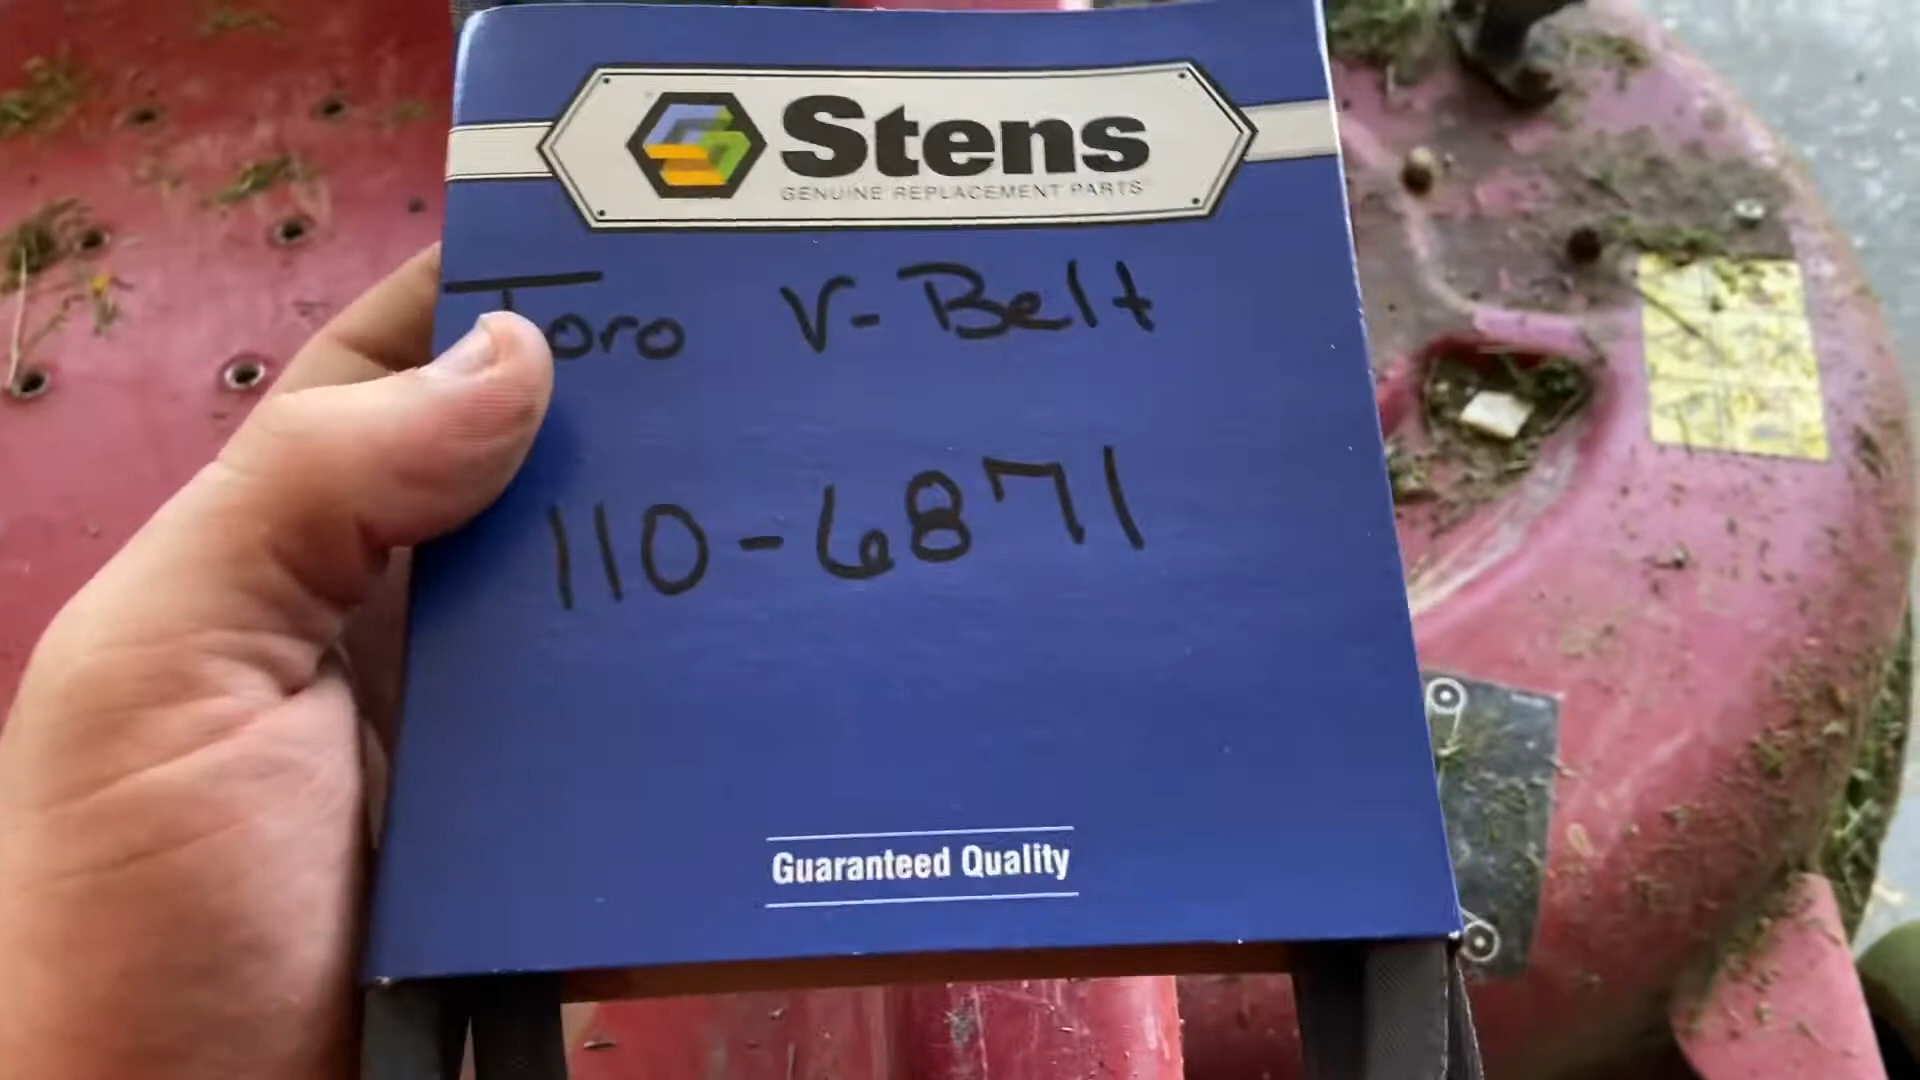 Stens
GENUINE REPLACEMENT PARTS
Toro V-Belt
110-6871
Guaranteed Quality